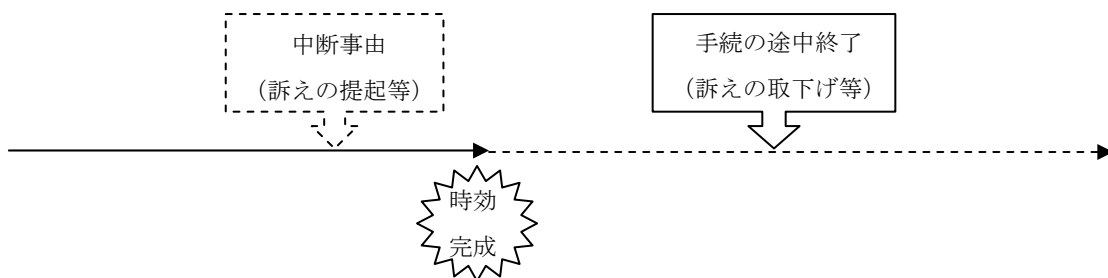 中断事由
（訴えの提起等）
手続の途中終了
（訴えの取下げ等）
時効
完成